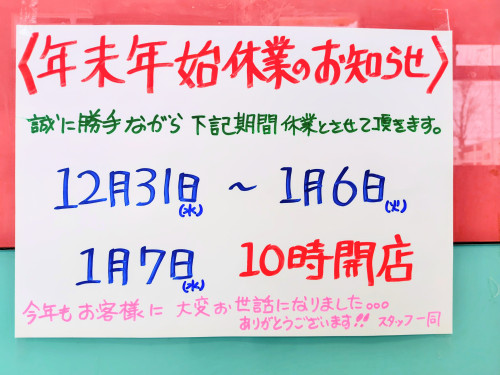 〈年末年始休業のお知らせ〉
誠に勝手ながら下記期間休業とさせて頂きます。
12月31日(水) ～ 1月6日(火)
1月7日(水) 10時開店
今年もお客様に 大変お世話になりました。。。
ありがとうございます!! スタッフ一同